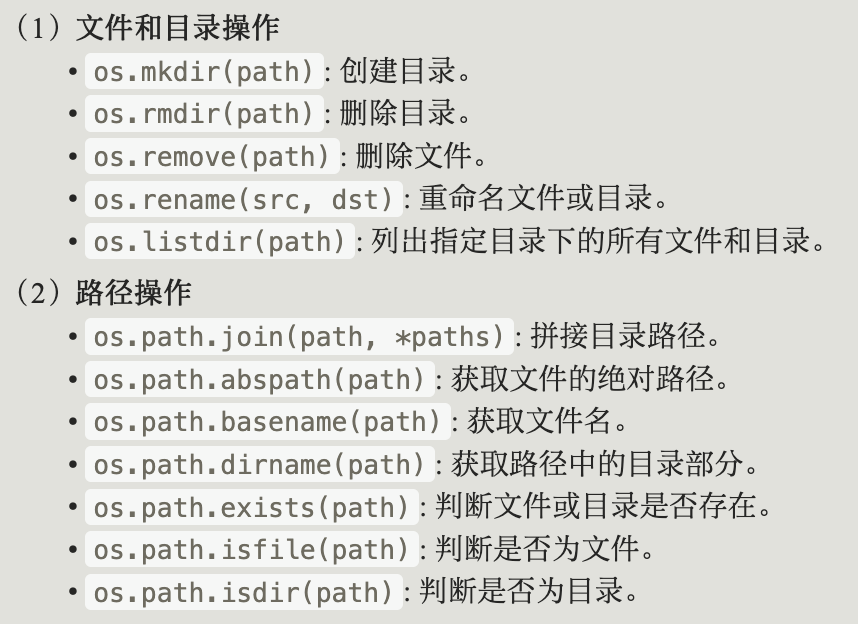 （1）文件和目录操作
• os.mkdir(path): 创建目录。
• os.rmdir(path): 删除目录。
• os.remove(path): 删除文件。
• os.rename(src, dst): 重命名文件或目录。
• os.listdir(path): 列出指定目录下的所有文件和目录。
（2）路径操作
• os.path.join(path, *paths): 拼接目录路径。
• os.path.abspath(path): 获取文件的绝对路径。
• os.path.basename(path): 获取文件名。
• os.path.dirname(path): 获取路径中的目录部分。
• os.path.exists(path): 判断文件或目录是否存在。
• os.path.isfile(path): 判断是否为文件。
• os.path.isdir(path): 判断是否为目录。